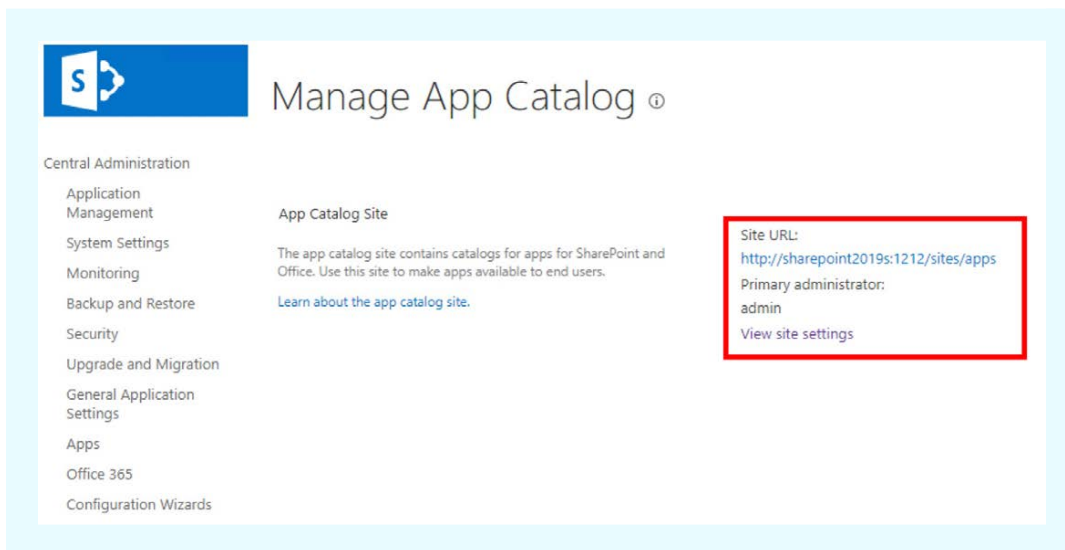 S
Manage App Catalog
Central Administration
Application
Management
System Settings
Monitoring
Backup and Restore
Security
Upgrade and Migration
General Application
Settings
Apps
Office 365
Configuration Wizards
App Catalog Site
The app catalog site contains catalogs for apps for SharePoint and
Office. Use this site to make apps available to end users.
Learn about the app catalog site.
Site URL:
http://sharepoint2019s:1212/sites/apps
Primary administrator:
admin
View site settings